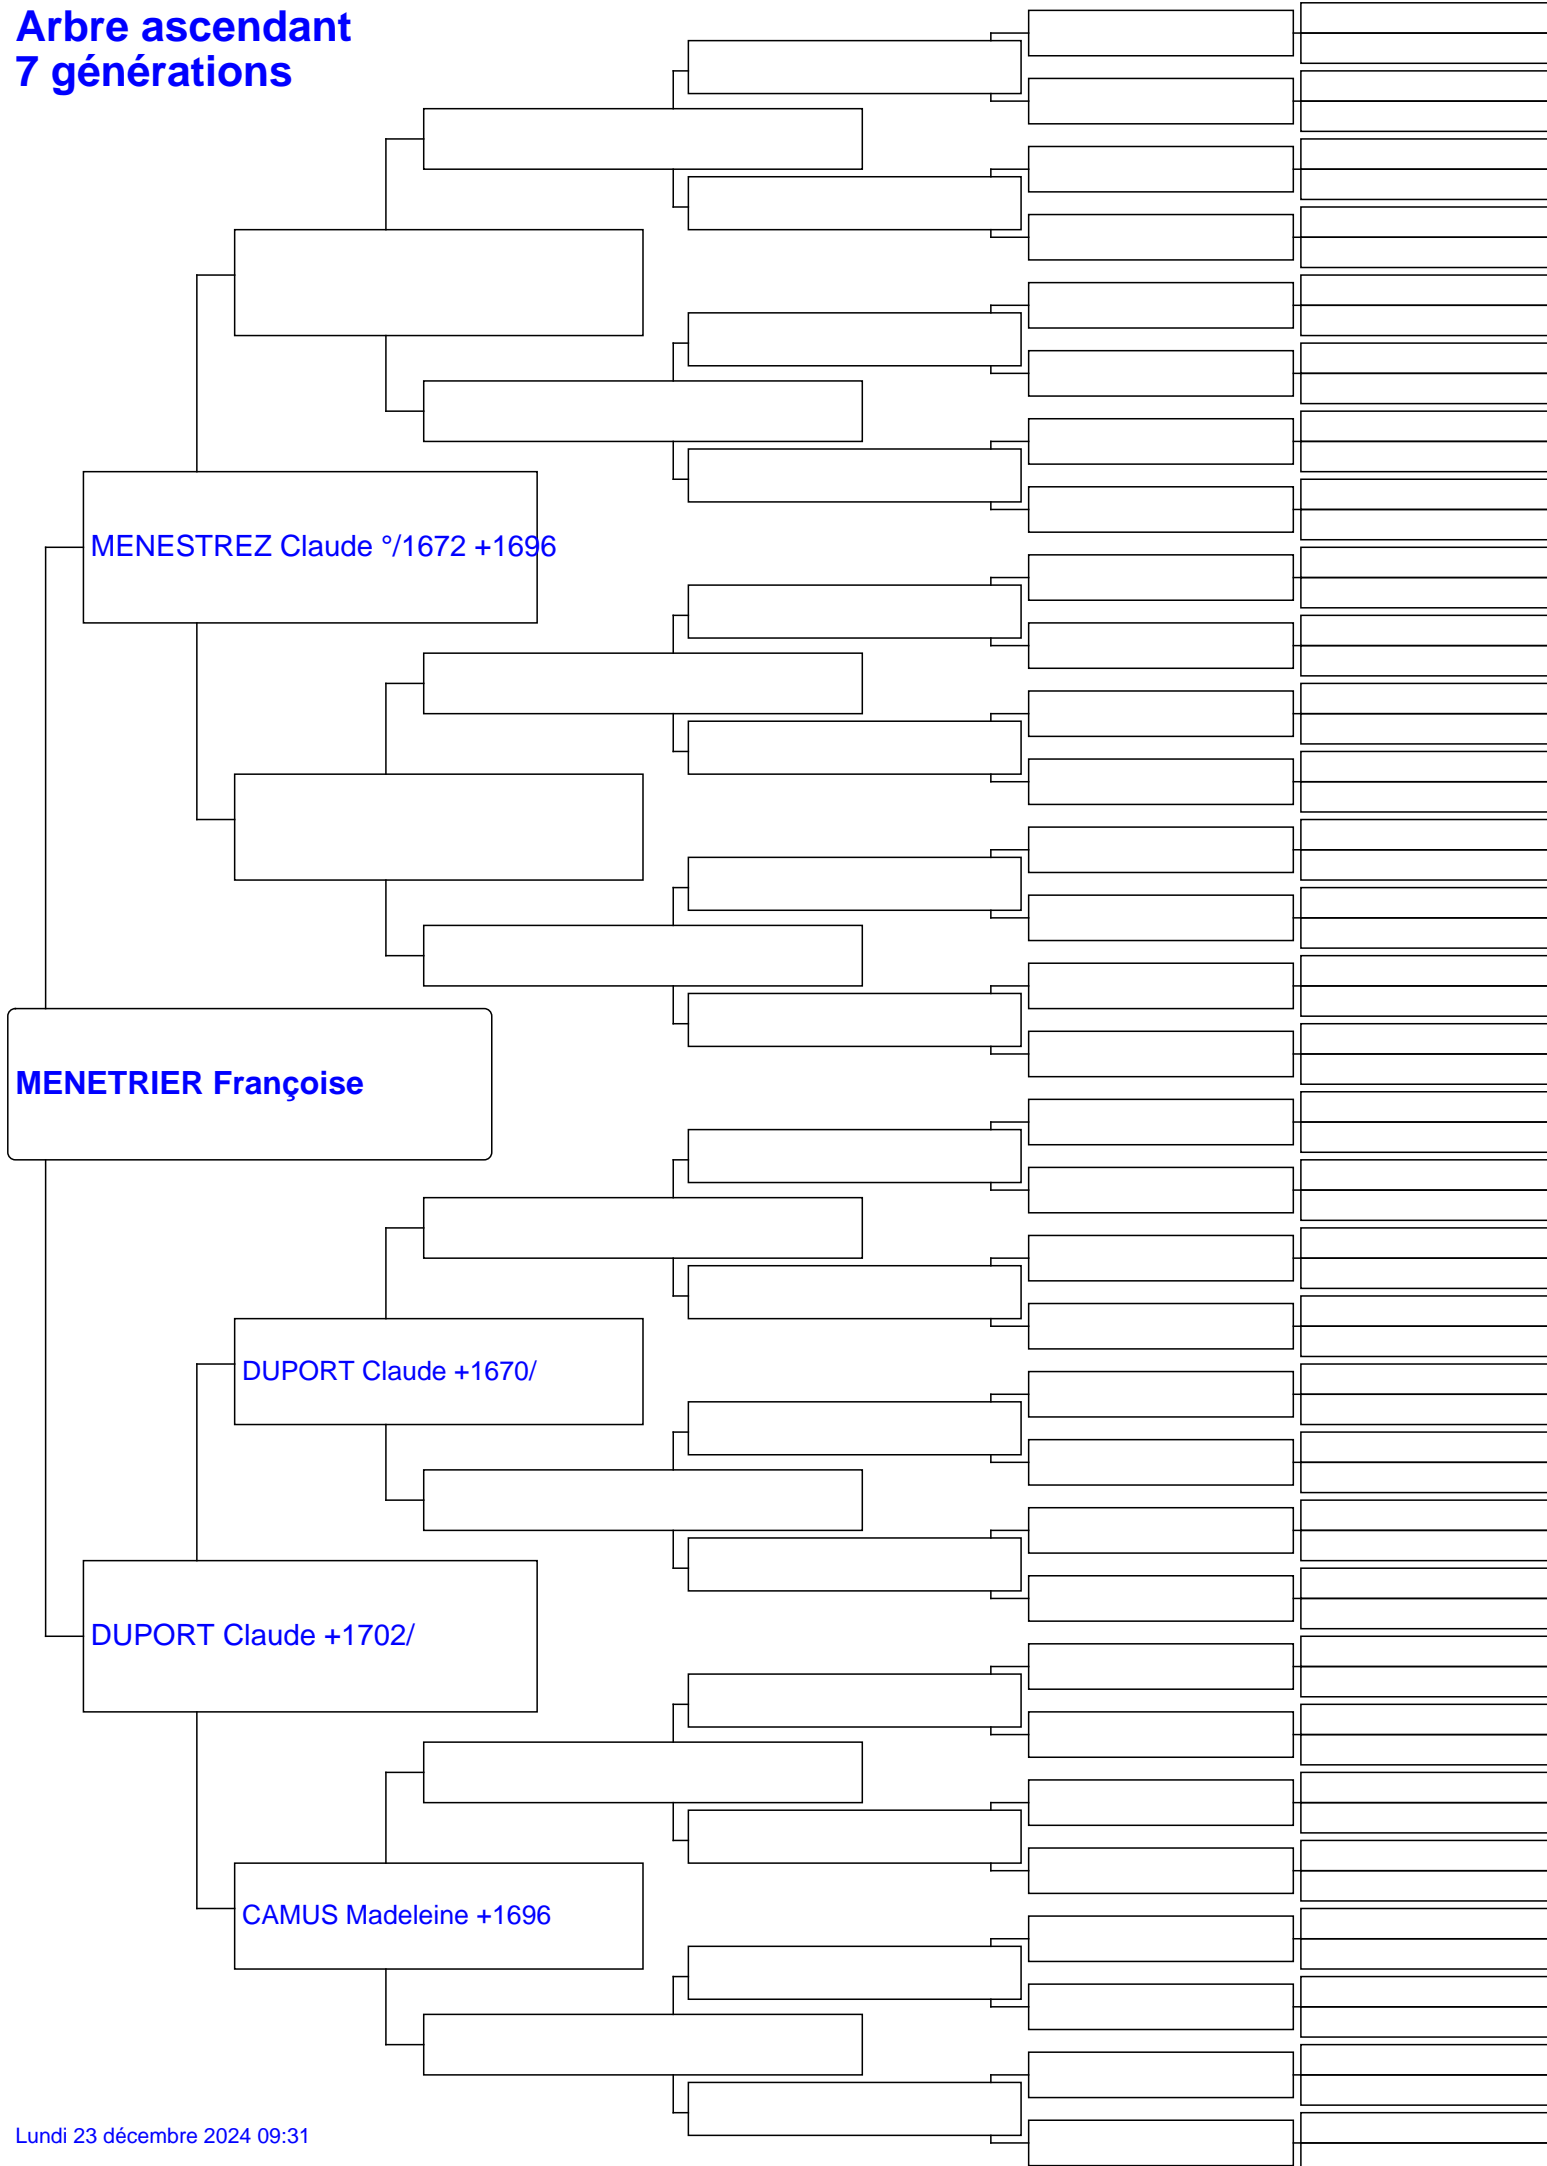 Arbre ascendant
7 générations
MENESTREZ Claude °/1672 +1696
MENETRIER Françoise
DUPORT Claude +1670/
DUPORT Claude +1702/
CAMUS Madeleine +1696
Lundi 23 décembre 2024 09:31